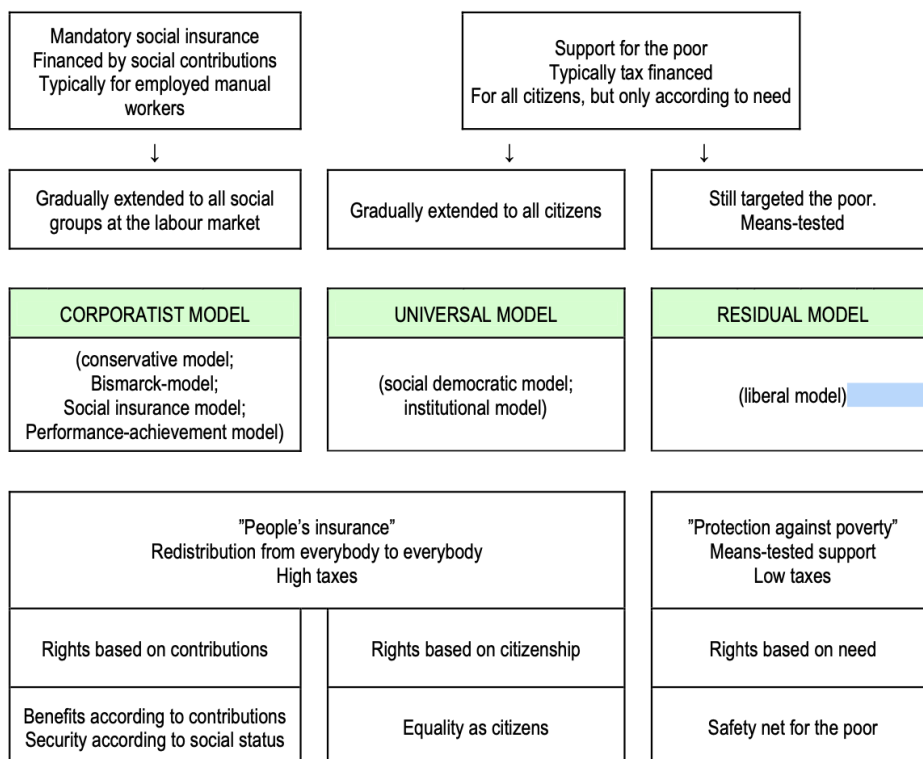 Mandatory social insurance
Financed by social contributions
Typically for employed manual
workers
Support for the poor
Typically tax financed
For all citizens, but only according to need
↓
↓
↓
Gradually extended to all social
groups at the labour market
Gradually extended to all citizens
Still targeted the poor.
Means-tested
CORPORATIST MODEL
UNIVERSAL MODEL
RESIDUAL MODEL
(conservative model;
Bismarck-model;
Social insurance model;
Performance-achievement model)
(social democratic model;
institutional model)
(liberal model)
”People’s insurance”
Redistribution from everybody to everybody
High taxes
”Protection against poverty”
Means-tested support
Low taxes
Rights based on contributions
Rights based on citizenship
Rights based on need
Benefits according to contributions
Security according to social status
Equality as citizens
Safety net for the poor